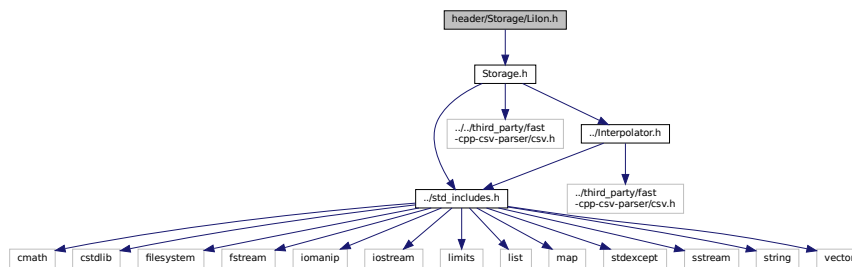 header/Storage/LiIon.h
Storage.h
../../third_party/fast
-cpp-csv-parser/csv.h
../Interpolator.h
../third_party/fast
-cpp-csv-parser/csv.h
../std_includes.h
cmath
cstdlib
filesystem
fstream
iomanip
iostream
limits
list
map
stdexcept
sstream
string
vector